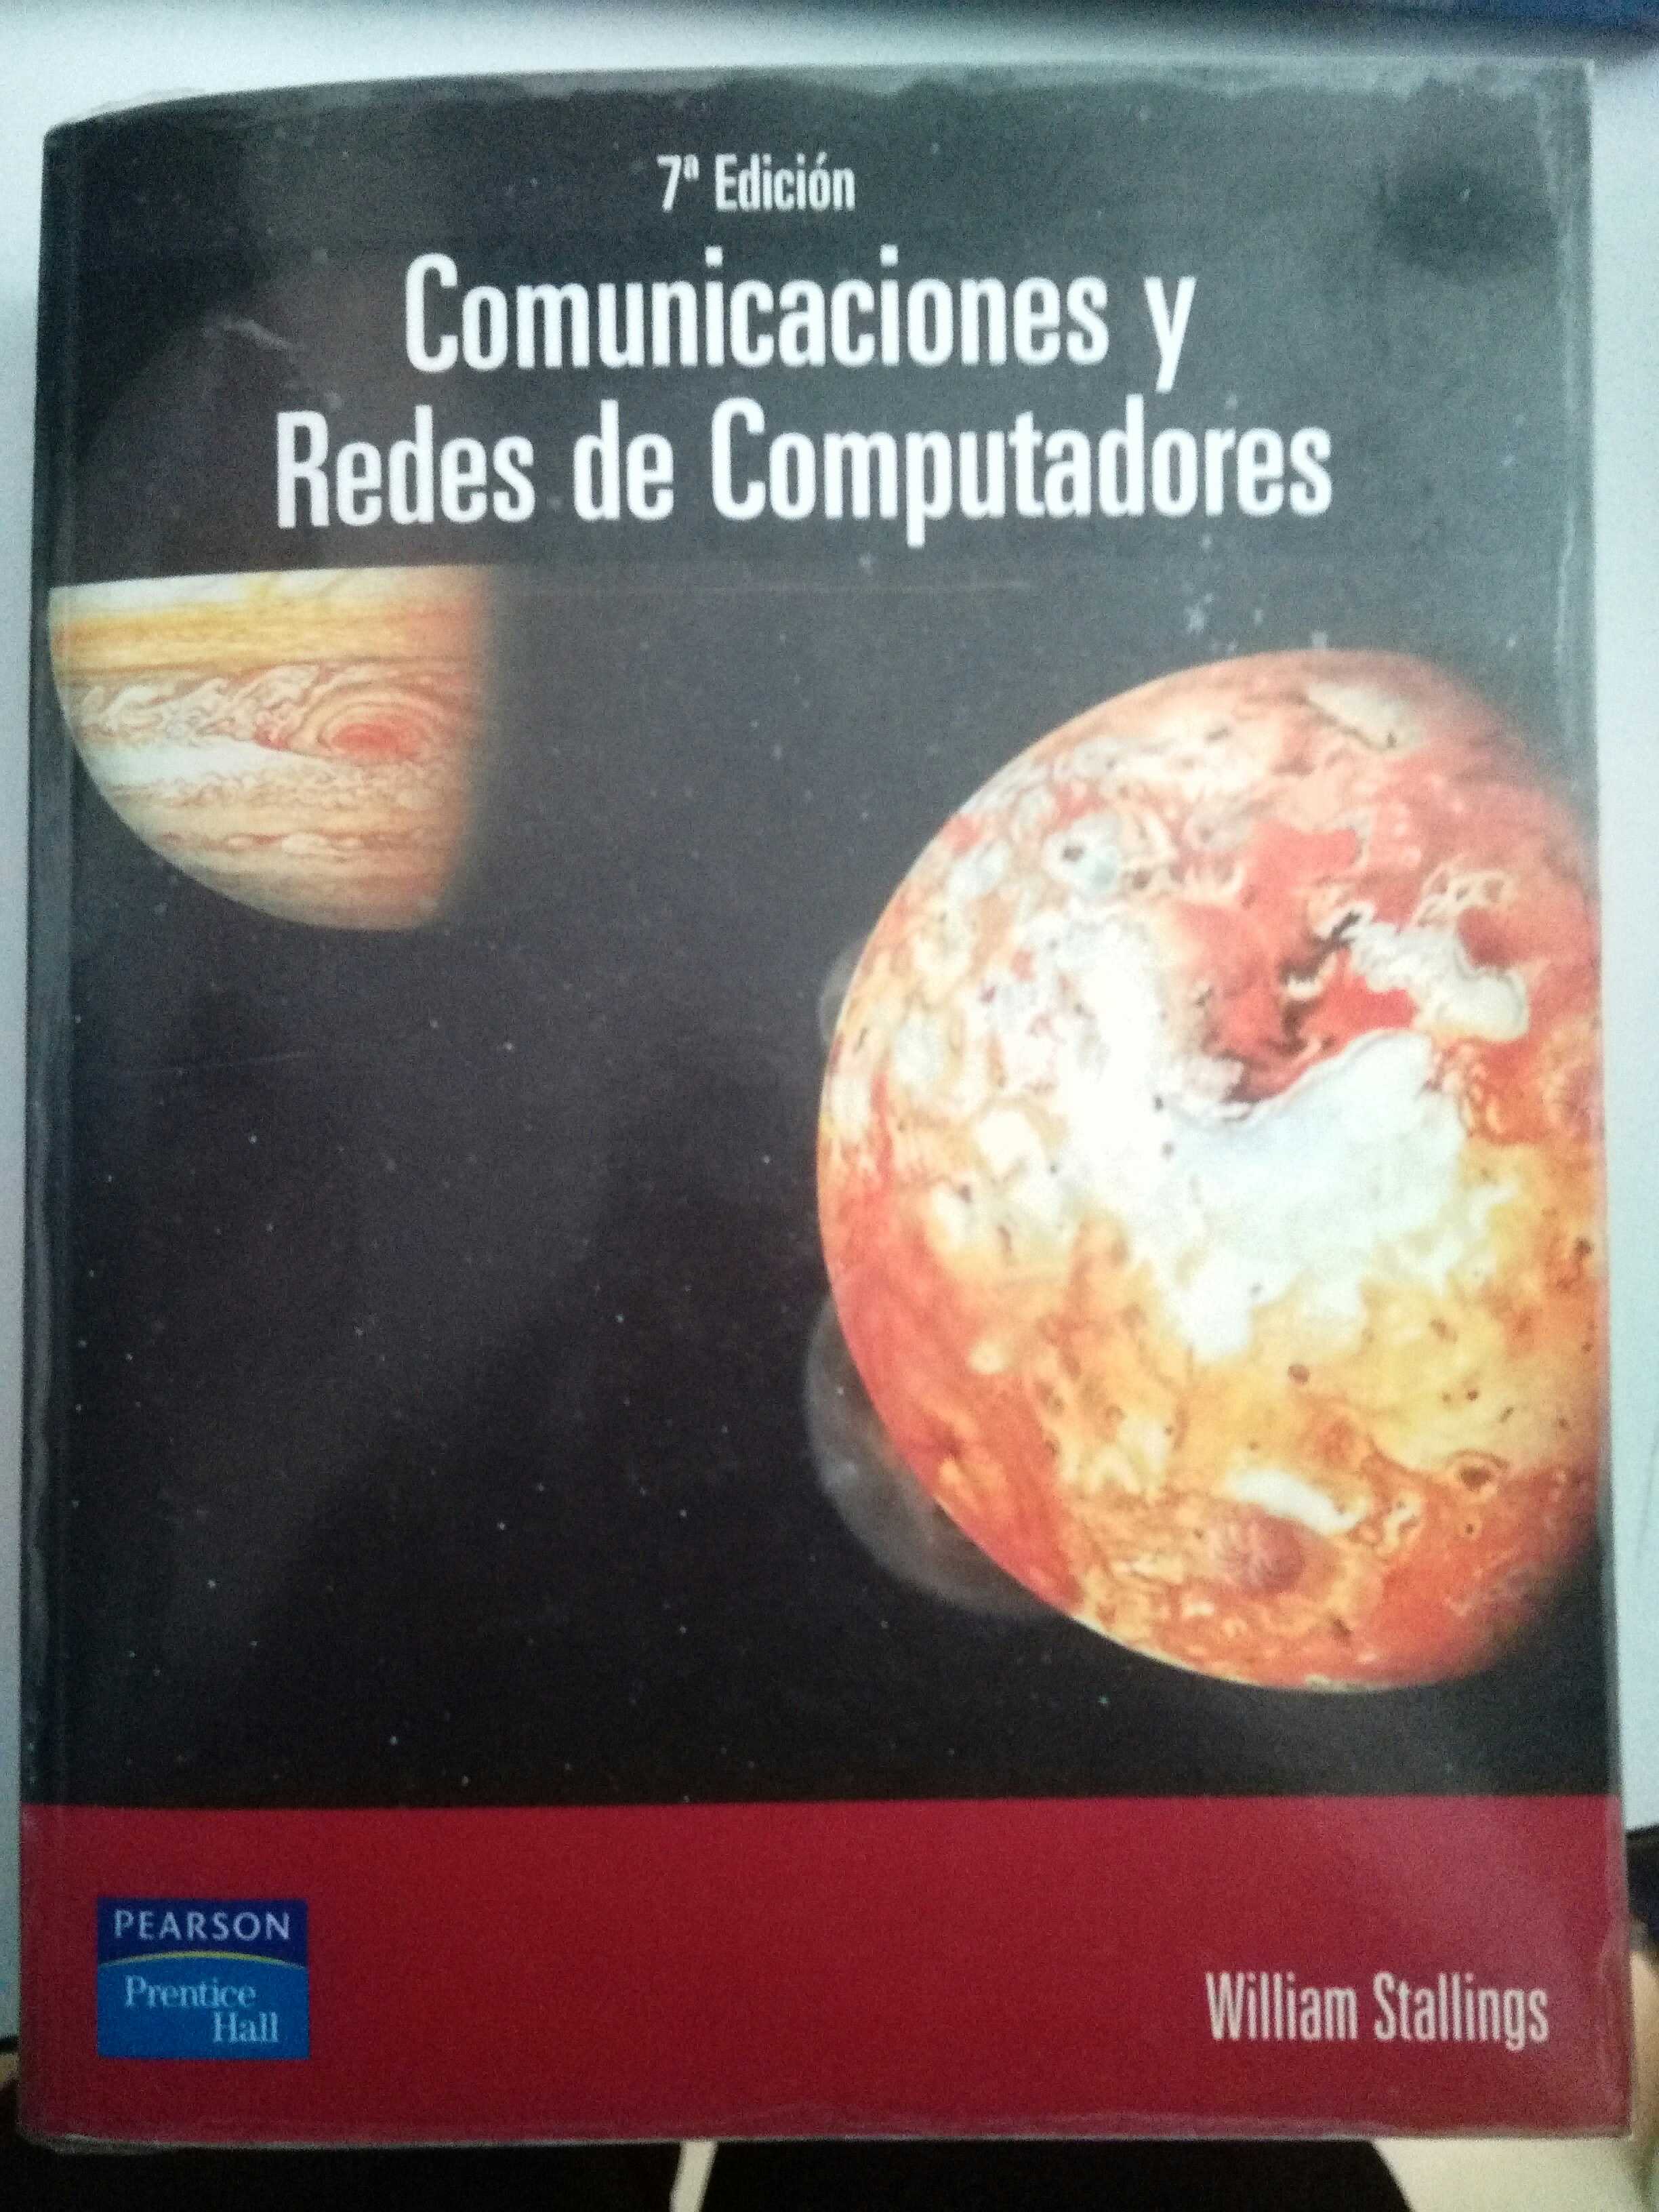 7ª Edición
Comunicaciones y
Redes de Computadores
PEARSON
Prentice
Hall
William Stallings